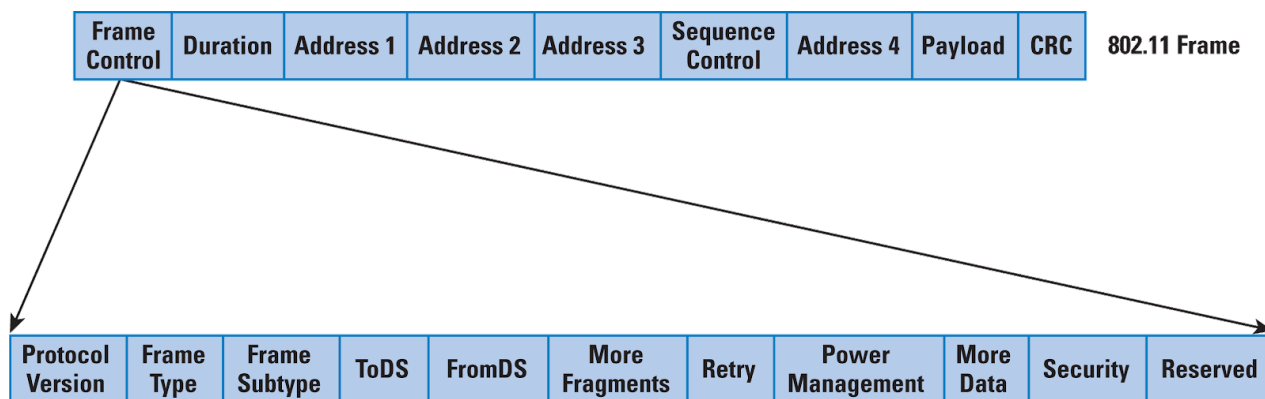 Frame Control Duration Address 1 Address 2 Address 3 Sequence Control Address 4 Payload CRC 802.11 Frame
Protocol Version Frame Type Frame Subtype ToDS FromDS More Fragments Retry Power Management More Data Security Reserved